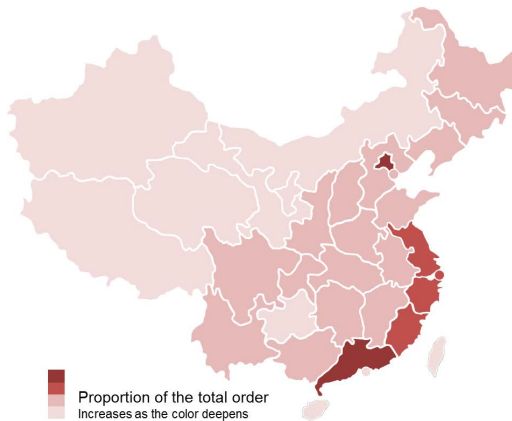 Proportion of the total order
Increases as the color deepens